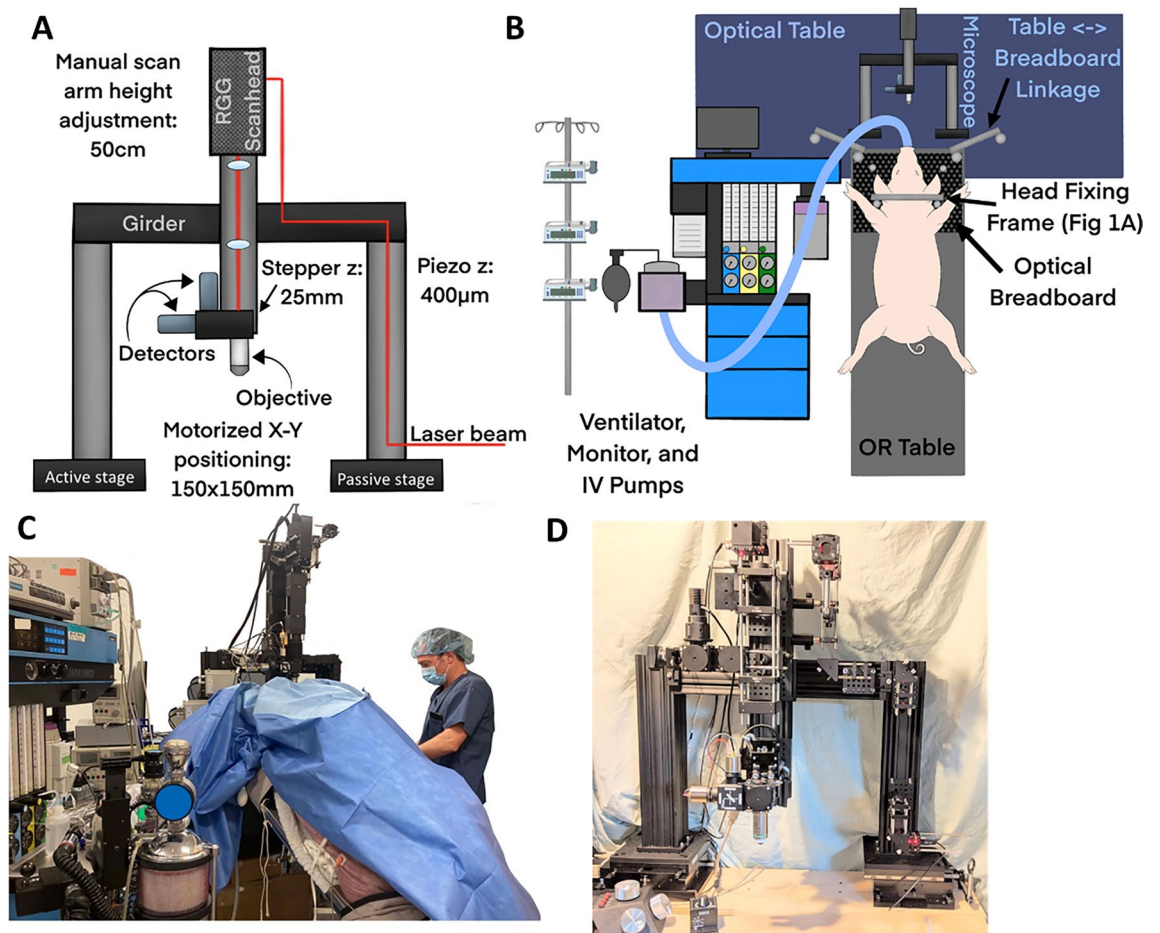 A
Manual scan
arm height
adjustment:
50cm
RGG
Scanhead
Girder
Stepper z:
25mm
Piezo z:
400µm
Detectors
Objective
Motorized X-Y
positioning:
150x150mm
Laser beam
Active stage
Passive stage
B
Optical Table
Microscope
Table <->
Breadboard
Linkage
Head Fixing
Frame (Fig 1A)
Optical
Breadboard
Ventilator,
Monitor, and
IV Pumps
OR Table
C
D